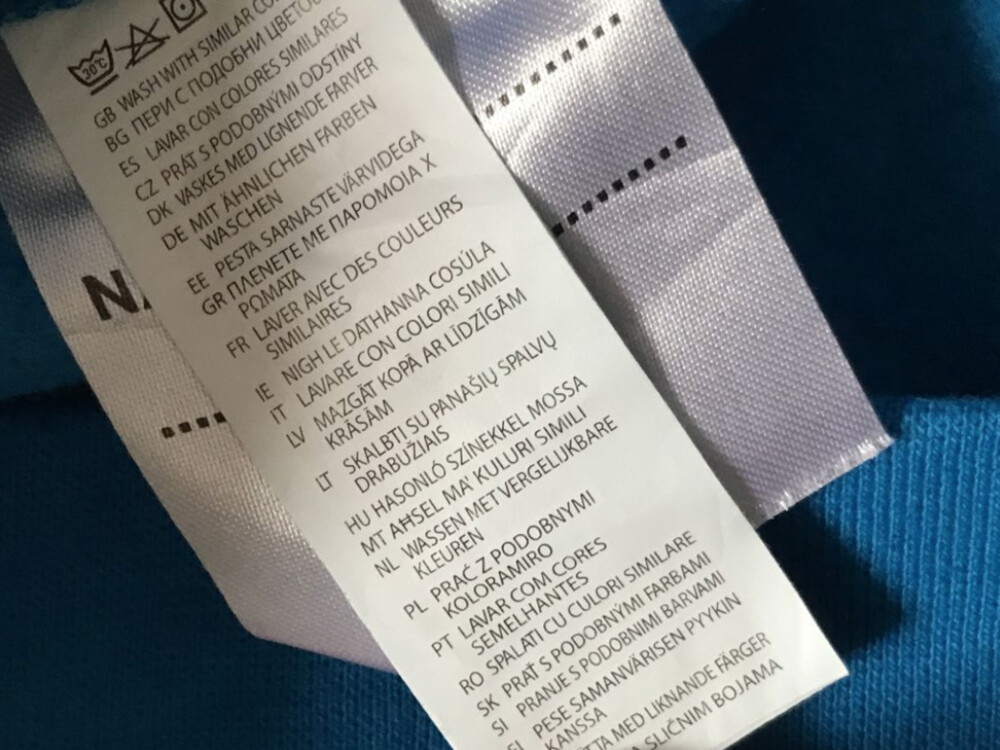 30°C
GB WASH WITH SIMILAR
BG ПЕРИ С ПОДОБНИ
ES LAVAR CON COLORES SIMILARES
CZ PRÁT S PODOBNÝMI ODSTÍNY
DK VASKES MED LIGNENDE FARVER
DE MIT ÄHNLICHEN FARBEN
WASCHEN
EE PESTA SARNASTE VÄRVIDEGA
GR ΠΛΕΝΕΤΕ ΜΕ ΠΑΡΟΜΟΙΑ Χ
ΡΩΜΑΤΑ
FR LAVER AVEC DES COULEURS
SIMILAIRES
IE NIGH LE DATHANNA COSÚLA
IT LAVARE CON COLORI SIMILI
LV MAZGĀT KOPĀ AR LĪDZĪGĀM
KRĀSĀM
LT SKALBTI SU PANAŠIŲ SPALVŲ
DRABUŽIAIS
HU HASONLÓ SZÍNEKKEL MOSSA
MT AĦSEL MA' KULURI SIMILI
NL WASSEN MET VERGELIJKBARE
KLEUREN
PL PRAĆ Z PODOBNYMI
KOLORAMIRO
PT LAVAR COM CORES
SEMELHANTES
RO SPALATI CU CULORI SIMILARE
SK PRAŤ S PODOBNÝMI FARBAMI
SI PRANJE S PODOBNIMI BARVAMI
PESE SAMANVÄRISEN PYYKIN
KANSSA
MED LIKNANDE FÄRGER
SLIČNIM BOJAMA